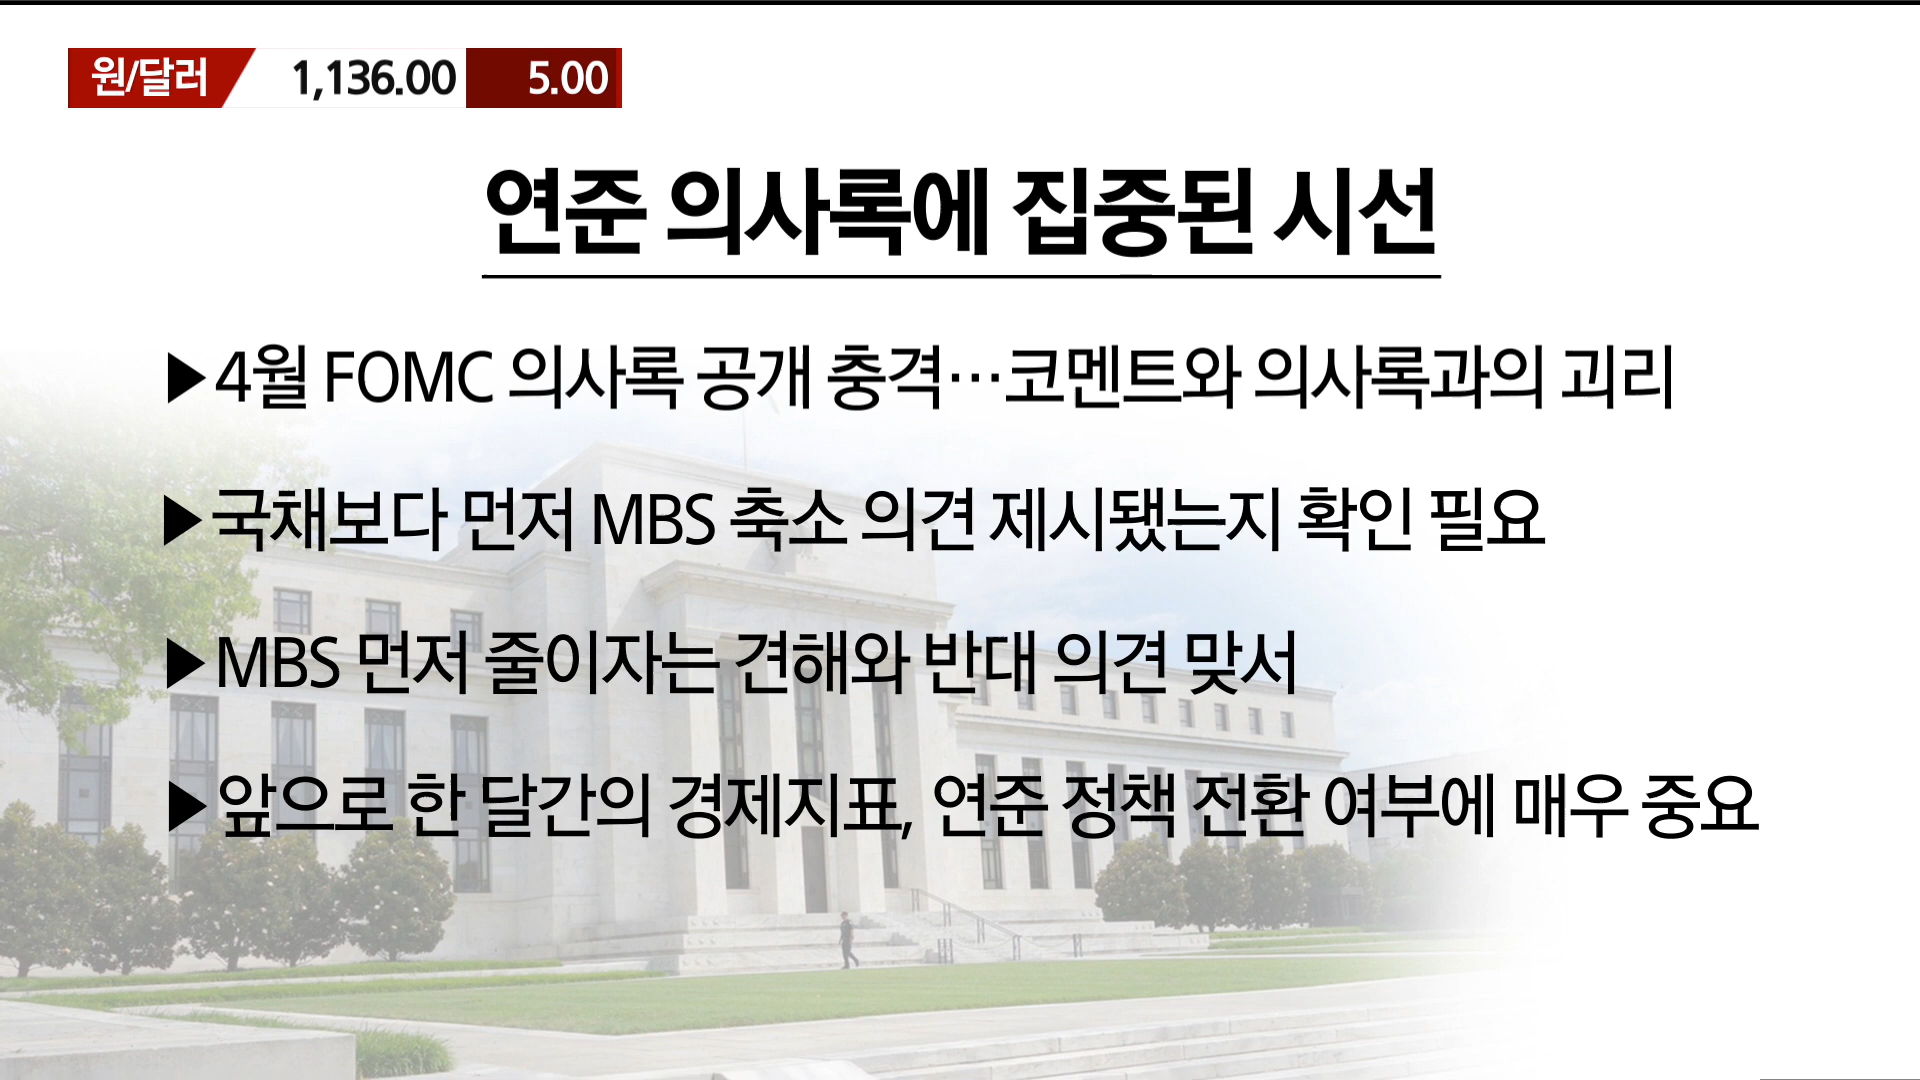 원/달러 1,136.00 5.00
연준 의사록에 집중된 시선
▶4월 FOMC 의사록 공개 충격…코멘트와 의사록과의 괴리
▶국채보다 먼저 MBS 축소 의견 제시됐는지 확인 필요
▶MBS 먼저 줄이자는 견해와 반대 의견 맞서
▶앞으로 한 달간의 경제지표, 연준 정책 전환 여부에 매우 중요